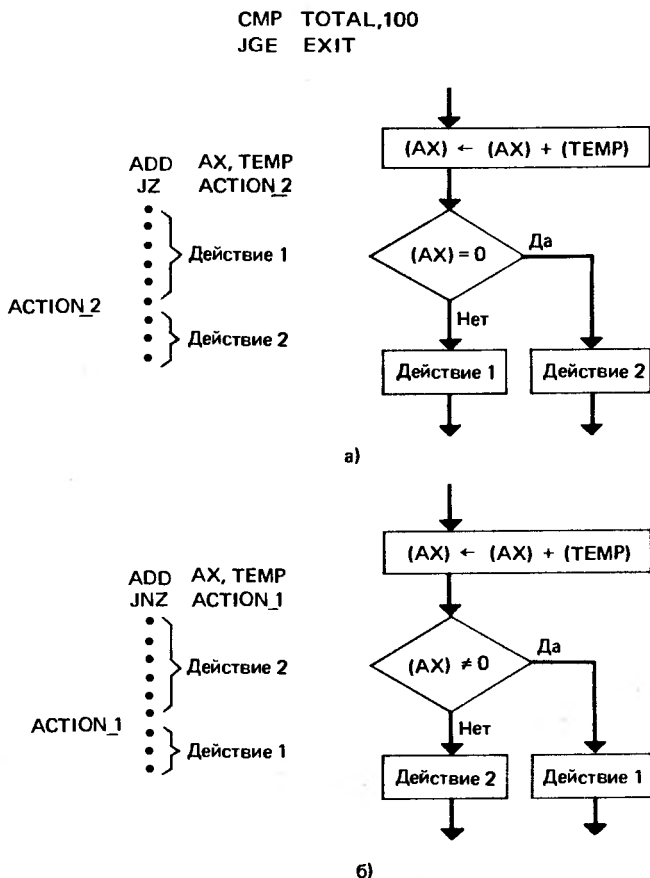 CMP TOTAL,100
JGE EXIT
ADD AX, TEMP
JZ ACTION_2
Действие 1
ACTION_2
Действие 2
(AX) ← (AX) + (TEMP)
(AX) = 0
Да
Нет
Действие 1
Действие 2
а)
ADD AX, TEMP
JNZ ACTION_1
Действие 2
ACTION_1
Действие 1
(AX) ← (AX) + (TEMP)
(AX) ≠ 0
Да
Нет
Действие 2
Действие 1
б)